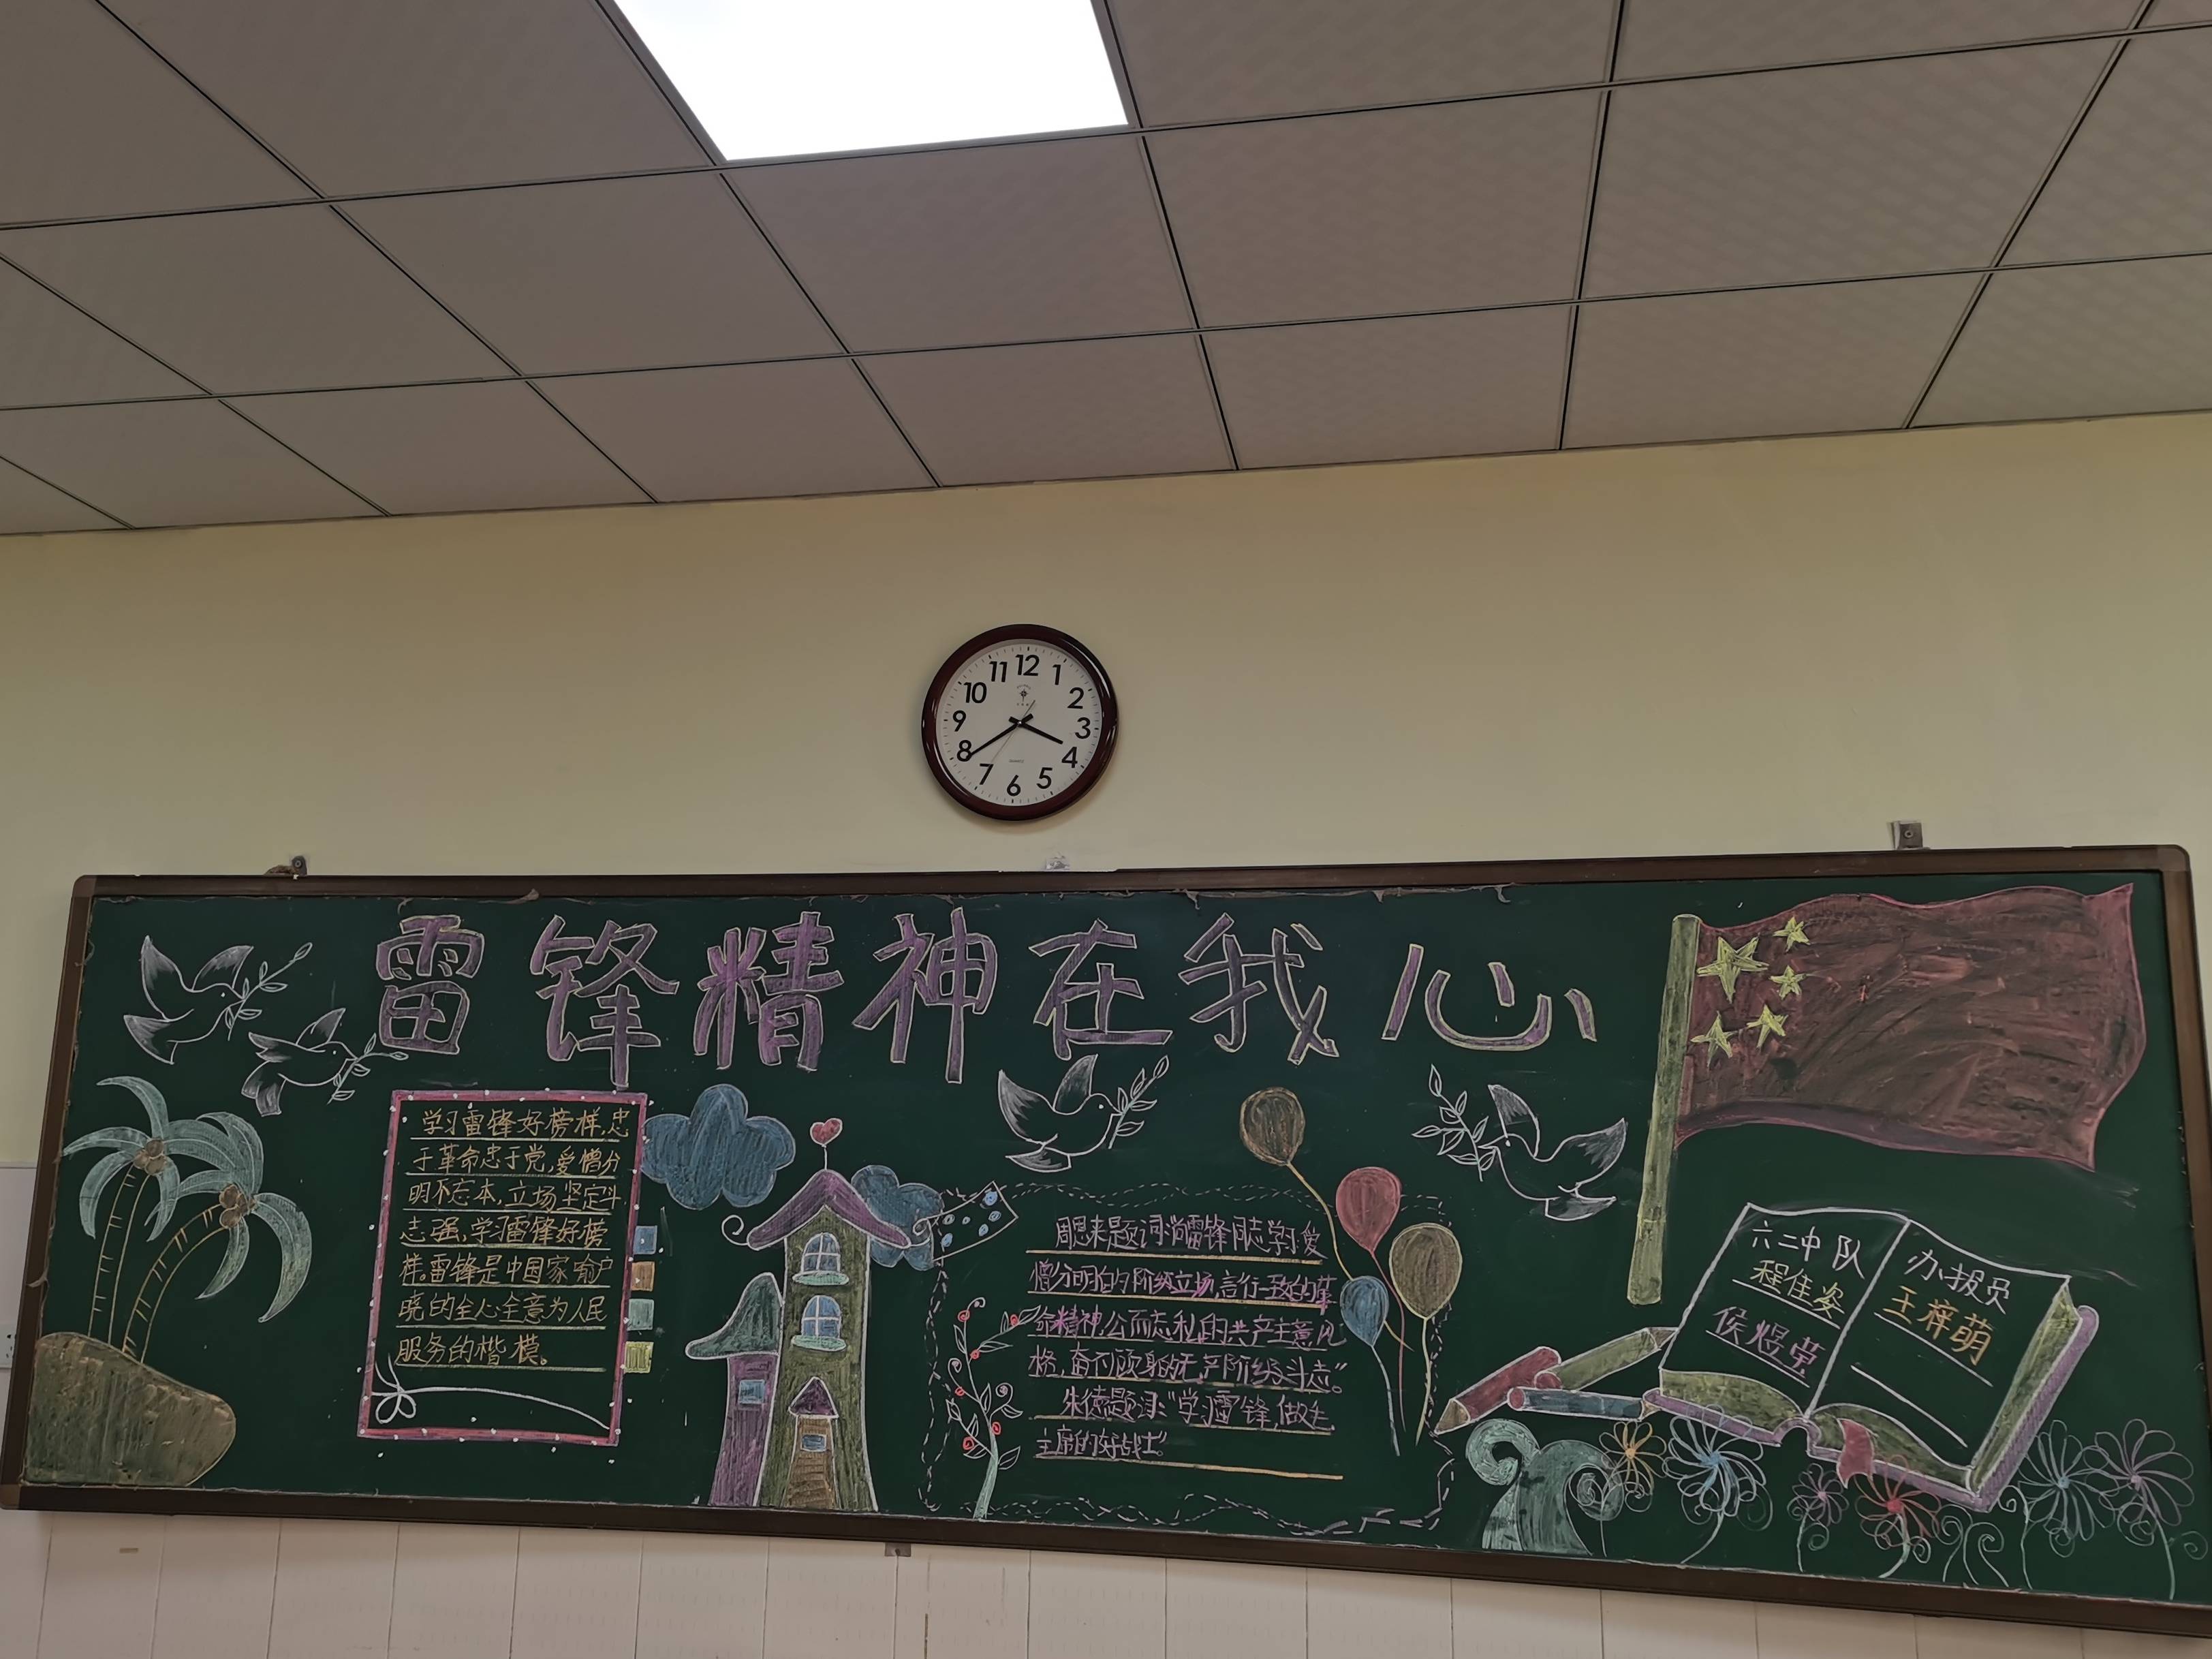 12
11
1
10
2
9
3
8
4
7
5
6
雷锋精神在我心
学习雷锋好榜样,忠
于革命忠于党,爱憎分
明不忘本,立场坚定斗
志强,学习雷锋好榜
样。雷锋是中国家喻户
晓的全心全意为人民
服务的楷模。
周恩来题词:"向雷锋同志学习:爱
憎分明的阶级立场,言行一致的革
命精神,公而忘私的共产主意风
格,奋不顾身的无产阶级斗志"。
朱德题词:"学习雷锋,做毛
主席的好战士"。
六二中队
程佳姿
侯煜莹
办报员
王梓萌